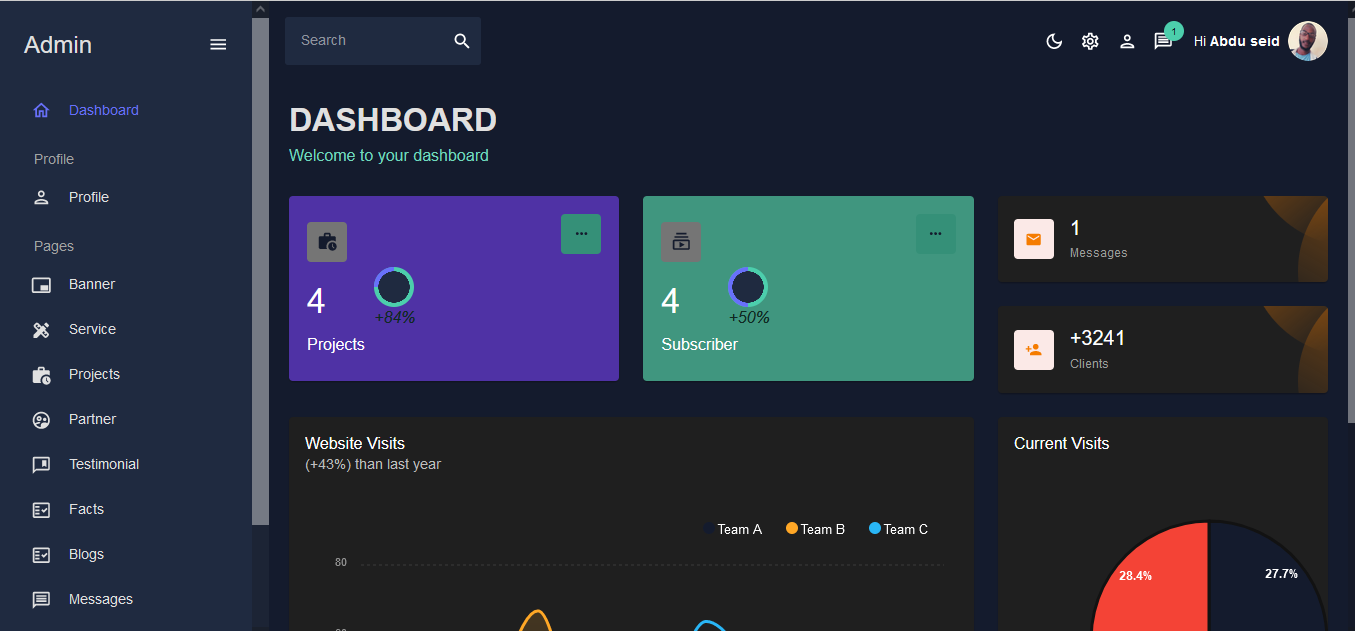 Admin
Dashboard
Profile
Profile
Pages
Banner
Service
Projects
Partner
Testimonial
Facts
Blogs
Messages
Search
1
Hi Abdu seid
DASHBOARD
Welcome to your dashboard
4
+84%
Projects
4
+50%
Subscriber
1
Messages
+3241
Clients
Website Visits
(+43%) than last year
Team A
Team B
Team C
80
Current Visits
28.4%
27.7%